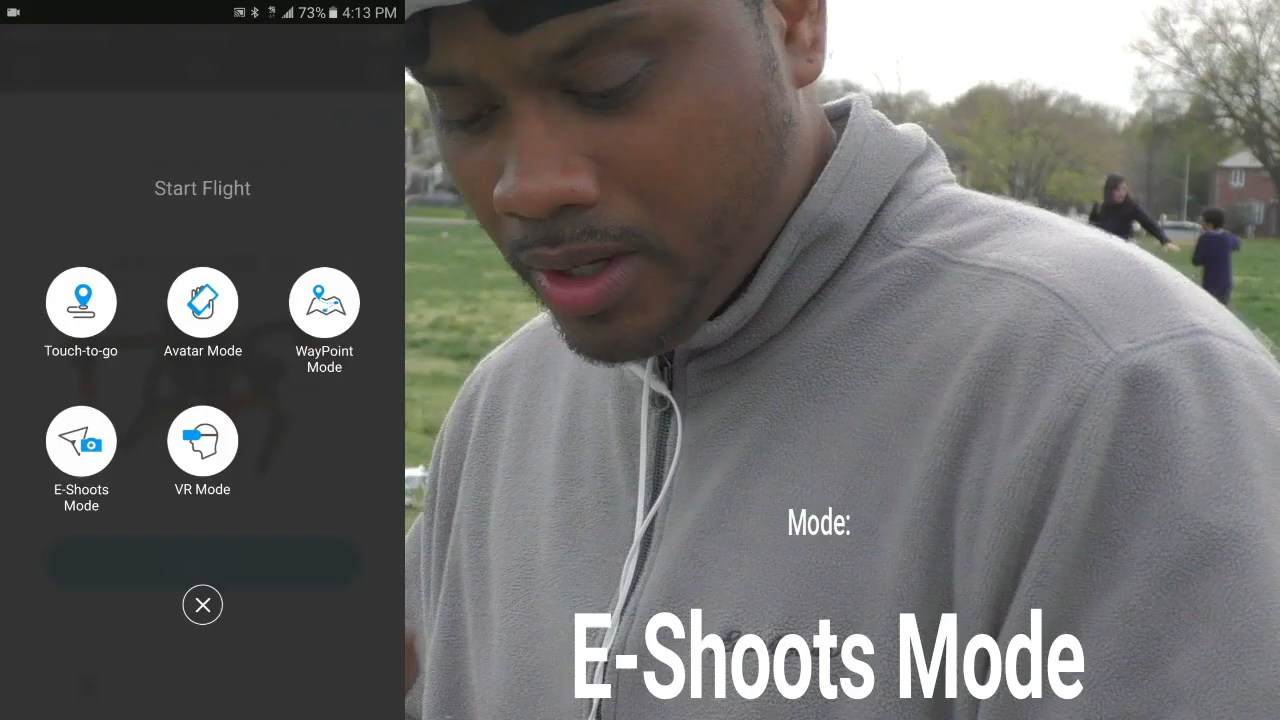 73% 4:13 PM
Start Flight
Touch-to-go
Avatar Mode
WayPoint
Mode
E-Shoots
Mode
VR Mode
Mode:
E-Shoots Mode